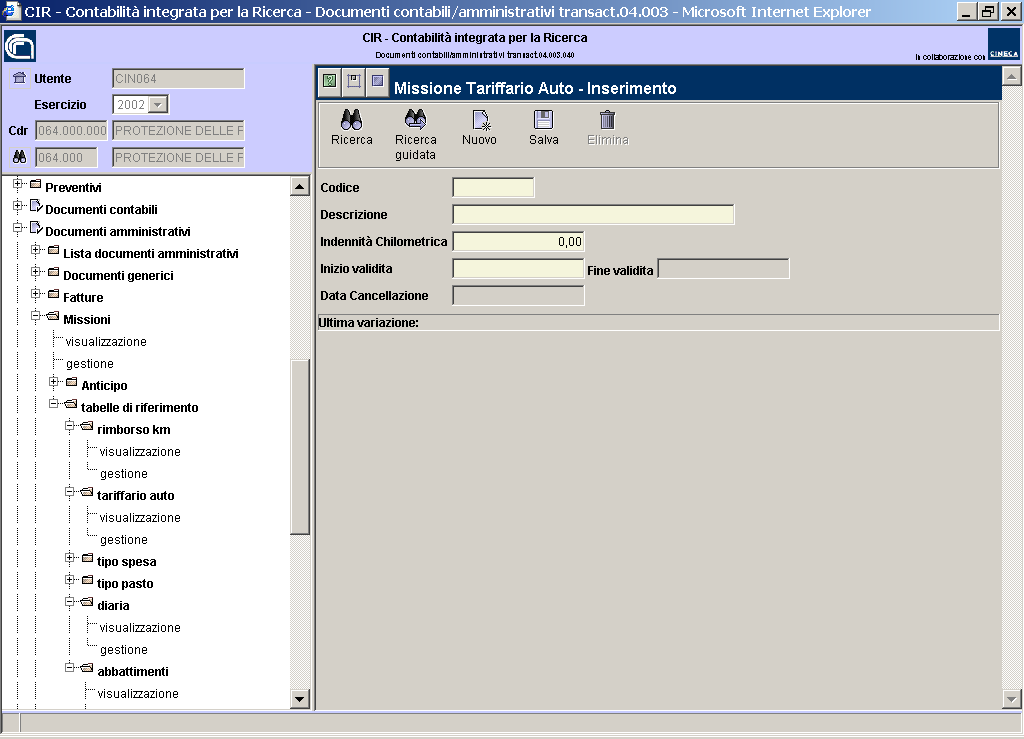 CIR - Contabilità integrata per la Ricerca - Documenti contabili/amministrativi transact.04.003 - Microsoft Internet Explorer
CIR - Contabilità integrata per la Ricerca
Documenti contabili/amministrativi transact.04.003.040
In collaborazione con CINECA
Utente CIN064
Esercizio 2002
Cdr 064.000.000 PROTEZIONE DELLE F
064.000 PROTEZIONE DELLE F
Preventivi
Documenti contabili
Documenti amministrativi
Lista documenti amministrativi
Documenti generici
Fatture
Missioni
visualizzazione
gestione
Anticipo
tabelle di riferimento
rimborso km
visualizzazione
gestione
tariffario auto
visualizzazione
gestione
tipo spesa
tipo pasto
diaria
visualizzazione
gestione
abbattimenti
visualizzazione
Missione Tariffario Auto - Inserimento
Ricerca Ricerca guidata Nuovo Salva Elimina
Codice
Descrizione
Indennità Chilometrica 0,00
Inizio validita Fine validita
Data Cancellazione
Ultima variazione: